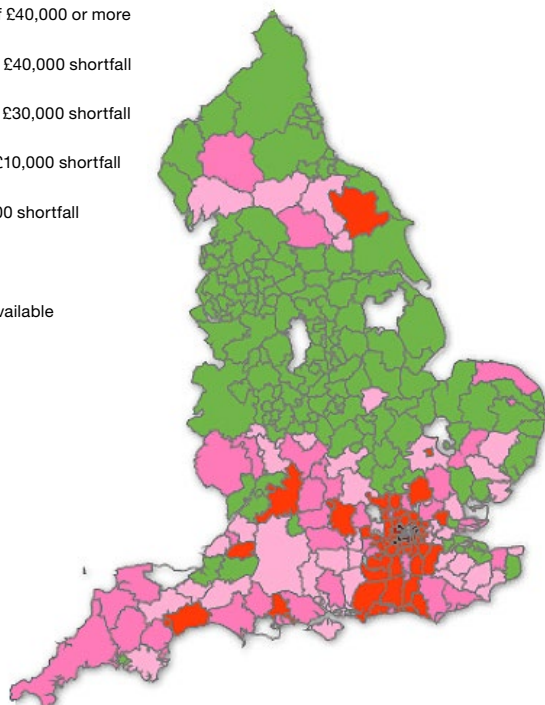 £40,000 or more
£40,000 shortfall
£30,000 shortfall
£10,000 shortfall
00 shortfall
vailable